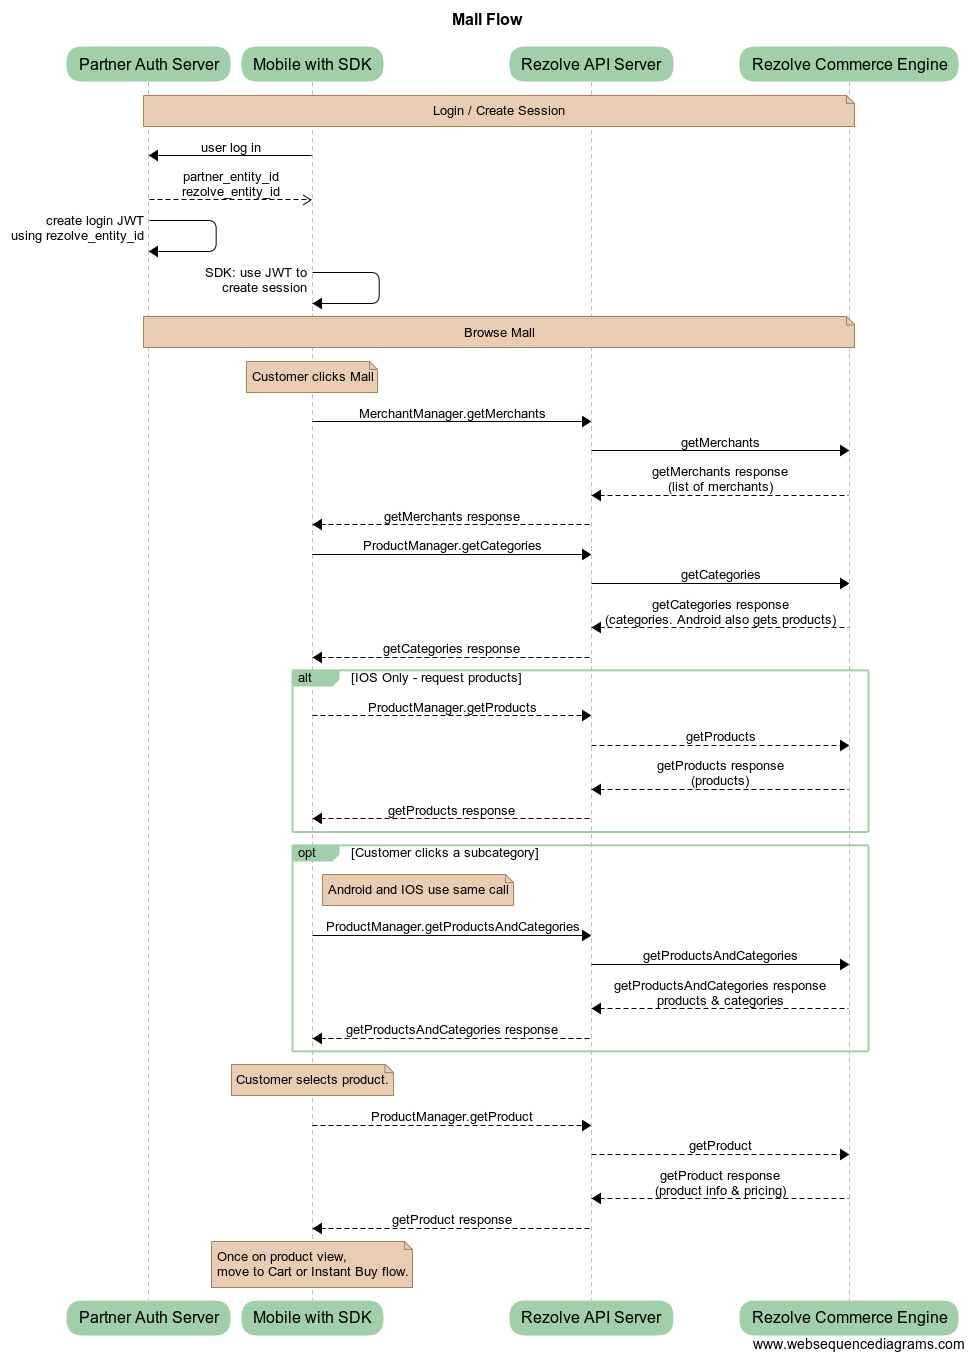 Mall Flow
Partner Auth Server
Mobile with SDK
Rezolve API Server
Rezolve Commerce Engine
Login / Create Session
user log in
partner_entity_id
rezolve_entity_id
create login JWT
using rezolve_entity_id
SDK: use JWT to
create session
Browse Mall
Customer clicks Mall
MerchantManager.getMerchants
getMerchants
getMerchants response
(list of merchants)
getMerchants response
ProductManager.getCategories
getCategories
getCategories response
(categories. Android also gets products)
getCategories response
alt
[IOS Only - request products]
ProductManager.getProducts
getProducts
getProducts response
(products)
getProducts response
opt
[Customer clicks a subcategory]
Android and IOS use same call
ProductManager.getProductsAndCategories
getProductsAndCategories
getProductsAndCategories response
products & categories
getProductsAndCategories response
Customer selects product.
ProductManager.getProduct
getProduct
getProduct response
(product info & pricing)
getProduct response
Once on product view,
move to Cart or Instant Buy flow.
Partner Auth Server
Mobile with SDK
Rezolve API Server
Rezolve Commerce Engine
www.websequencediagrams.com